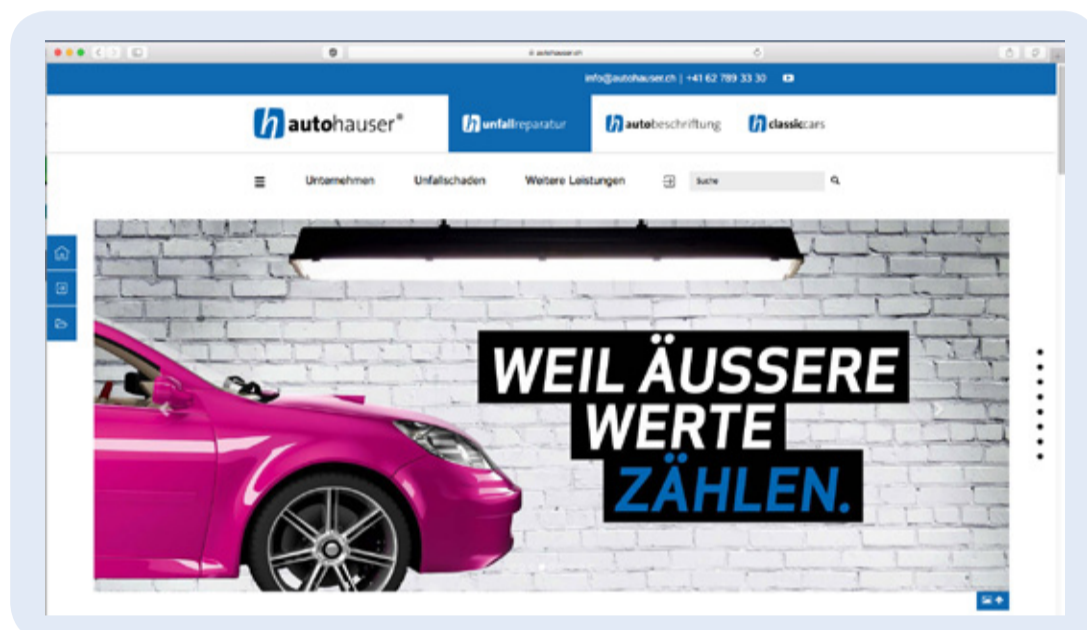 autohauser.ch
info@autohauser.ch | +41 62 789 33 30
h autohauser®
h unfallreparatur
h autobeschriftung
h classiccars
Unternehmen Unfallschaden Weitere Leistungen Suche
WEIL ÄUSSERE
WERTE
ZÄHLEN.